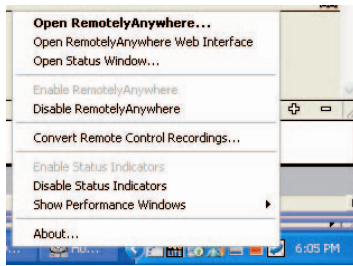 Open RemotelyAnywhere...
Open RemotelyAnywhere Web Interface
Open Status Window...
Enable RemotelyAnywhere
Disable RemotelyAnywhere
Convert Remote Control Recordings...
Enable Status Indicators
Disable Status Indicators
Show Performance Windows
About...
6:05 PM